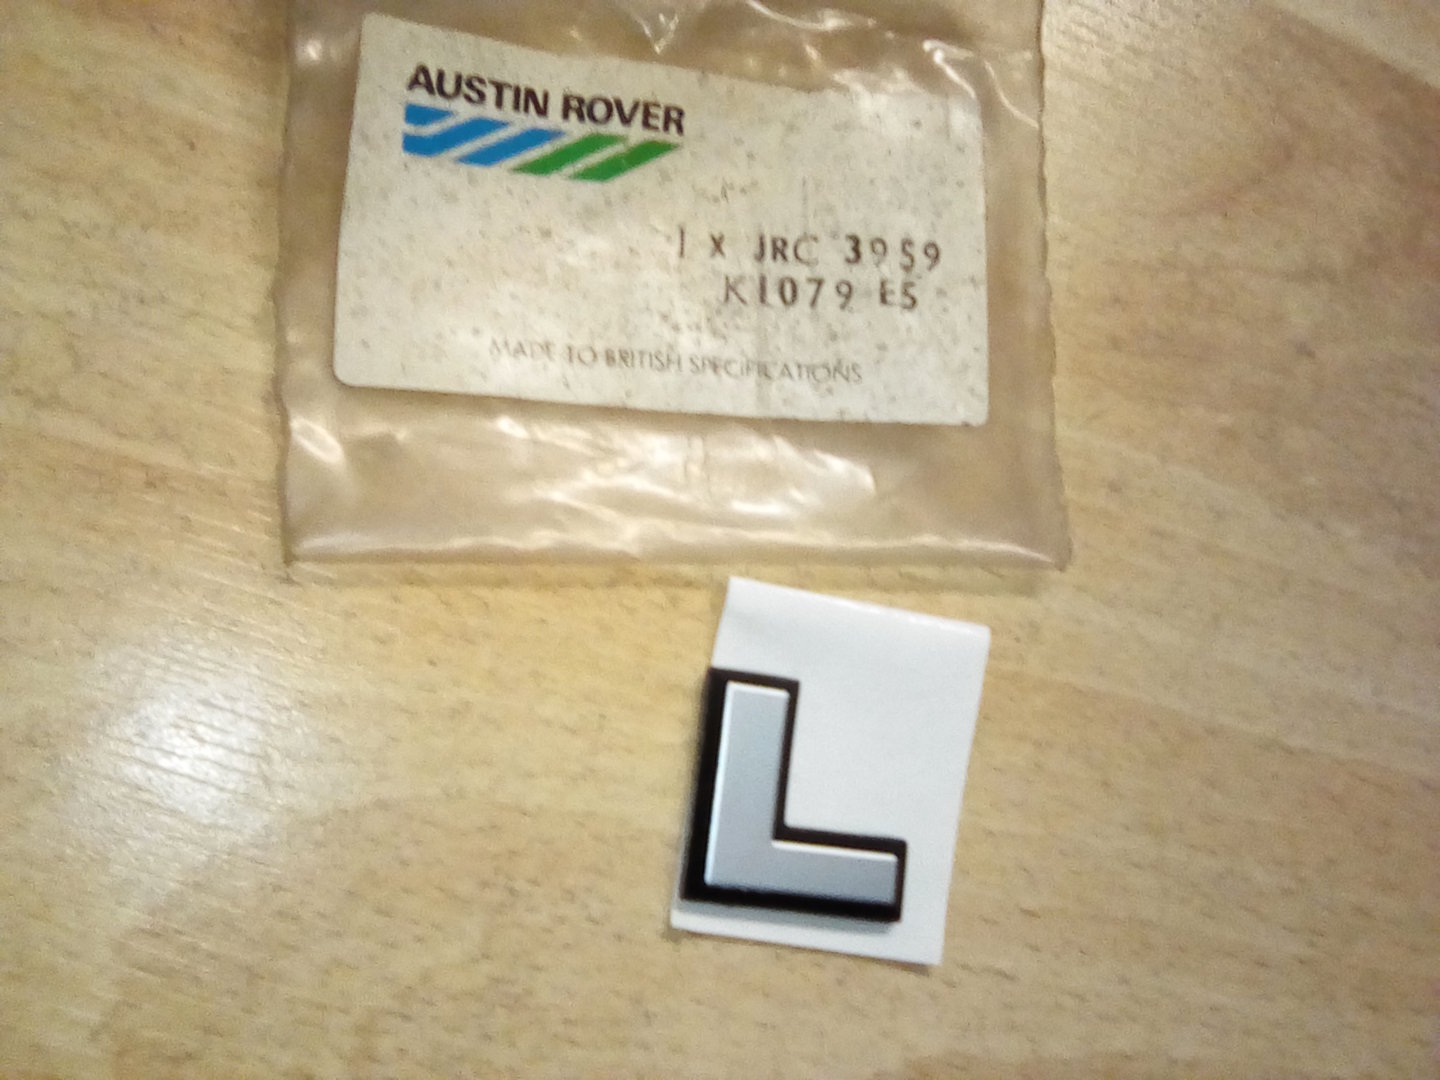 AUSTIN ROVER
1 X JRC 3959
K1079 E5
MADE TO BRITISH SPECIFICATIONS
L